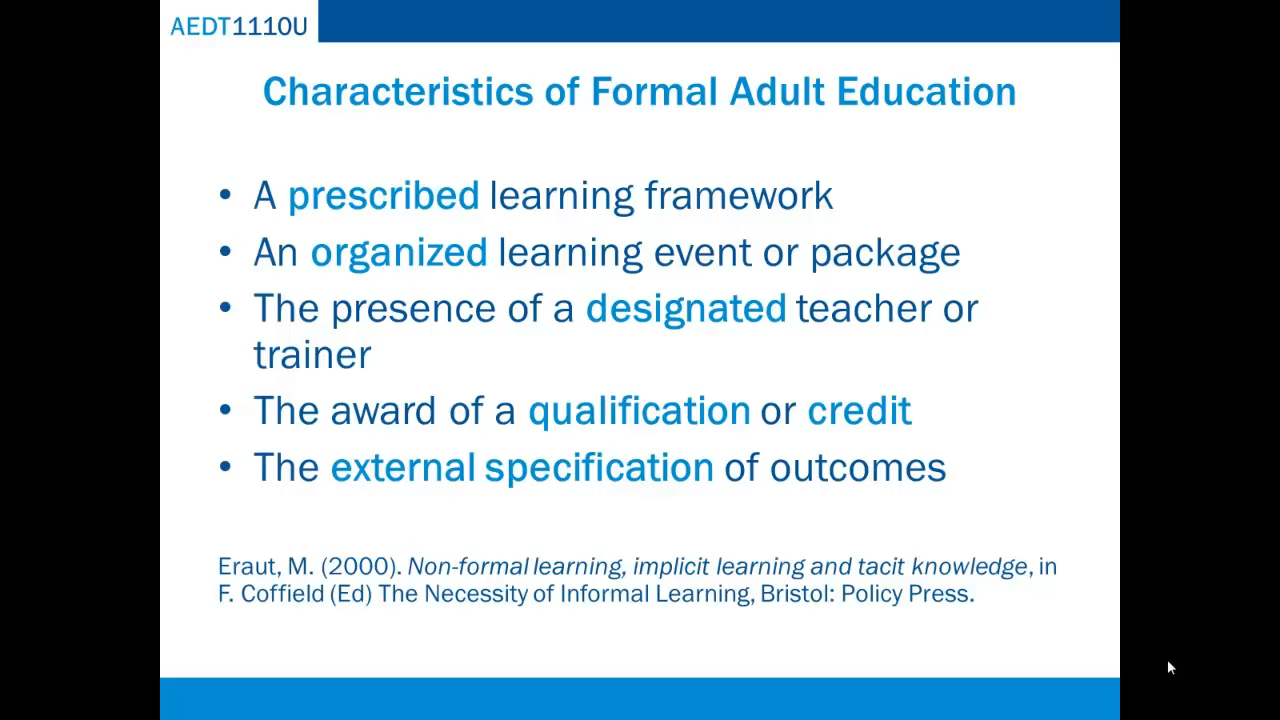 AEDT1110U
Characteristics of Formal Adult Education
• A prescribed learning framework
• An organized learning event or package
• The presence of a designated teacher or
trainer
• The award of a qualification or credit
• The external specification of outcomes
Eraut, M. (2000). Non-formal learning, implicit learning and tacit knowledge, in
F. Coffield (Ed) The Necessity of Informal Learning, Bristol: Policy Press.